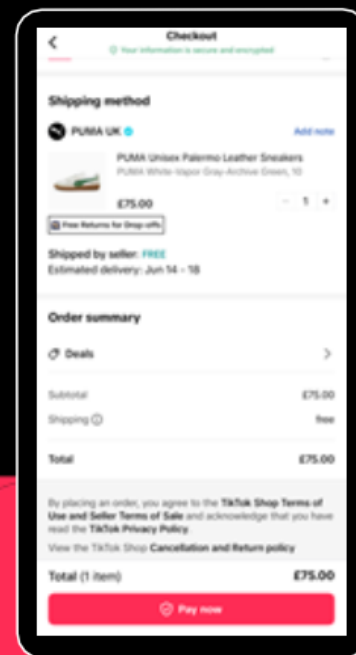 Checkout
Your information is secure and encrypted
Shipping method
PUMA UK
Add note
PUMA Unisex Palermo Leather Sneakers
PUMA White-Vapor Gray-Archive Green, 10
£75.00
- 1 +
Free Returns for Drop-offs
Shipped by seller: FREE
Estimated delivery: Jun 14 - 18
Order summary
Deals
Subtotal £75.00
Shipping free
Total £75.00
By placing an order, you agree to the TikTok Shop Terms of
Use and Seller Terms of Sale and acknowledge that you have
read the TikTok Privacy Policy.
View the TikTok Shop Cancellation and Return policy
Total (1 item) £75.00
Pay now